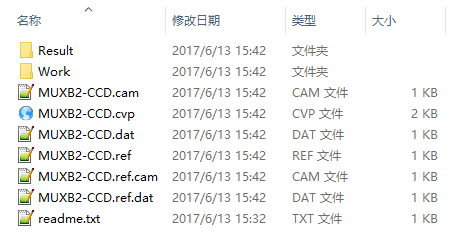 名称 修改日期 类型 大小
Result 2017/6/13 15:42 文件夹
Work 2017/6/13 15:42 文件夹
MUXB2-CCD.cam 2017/6/13 15:42 CAM 文件 1 KB
MUXB2-CCD.cvp 2017/6/13 15:42 CVP 文件 2 KB
MUXB2-CCD.dat 2017/6/13 15:42 DAT 文件 1 KB
MUXB2-CCD.ref 2017/6/13 15:42 REF 文件 1 KB
MUXB2-CCD.ref.cam 2017/6/13 15:42 CAM 文件 1 KB
MUXB2-CCD.ref.dat 2017/6/13 15:42 DAT 文件 1 KB
readme.txt 2017/6/13 15:32 TXT 文件 1 KB